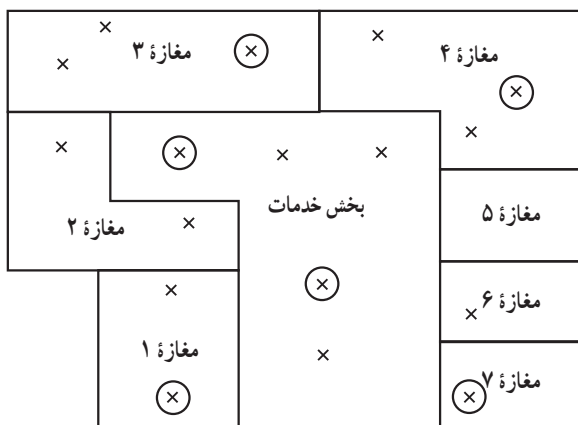 مغازهٔ ۳
مغازهٔ ۴
بخش خدمات
مغازهٔ ۵
مغازهٔ ۲
مغازهٔ ۶
مغازهٔ ۱
مغازهٔ ۷